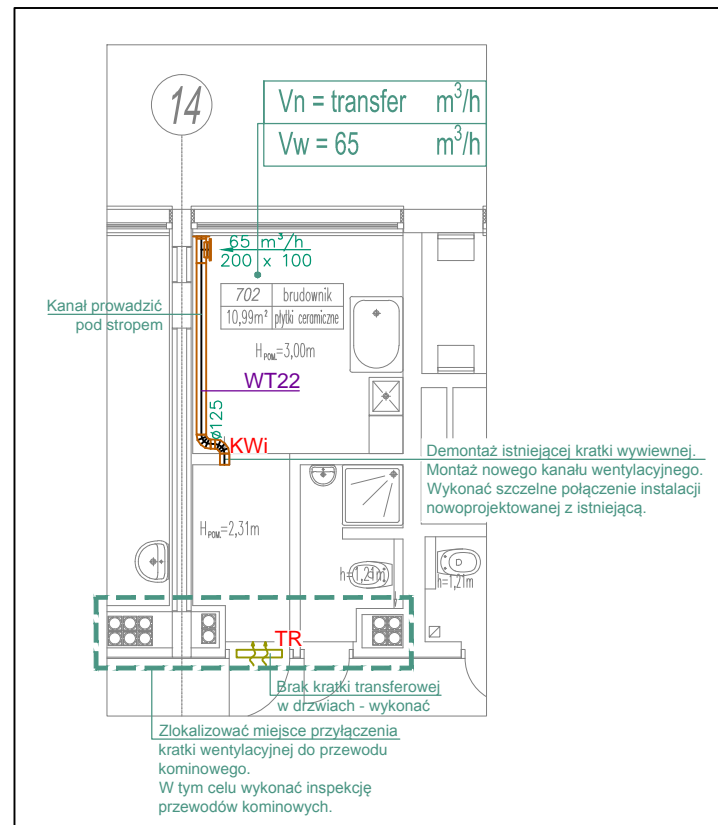 14
Vn = transfer m³/h
Vw = 65 m³/h
65 m³/h
200 x 100
702 brudownik
10,99m² płytki ceramiczne
Kanał prowadzić
pod stropem
H POM.=3,00m
WT22
ø125
KWi
Demontaż istniejącej kratki wywiewnej.
Montaż nowego kanału wentylacyjnego.
Wykonać szczelne połączenie instalacji
nowoprojektowanej z istniejącą.
H POM.=2,31m
h=1,21m
D
h=1,21m
TR
Brak kratki transferowej
w drzwiach - wykonać
Zlokalizować miejsce przyłączenia
kratki wentylacyjnej do przewodu
kominowego.
W tym celu wykonać inspekcję
przewodów kominowych.